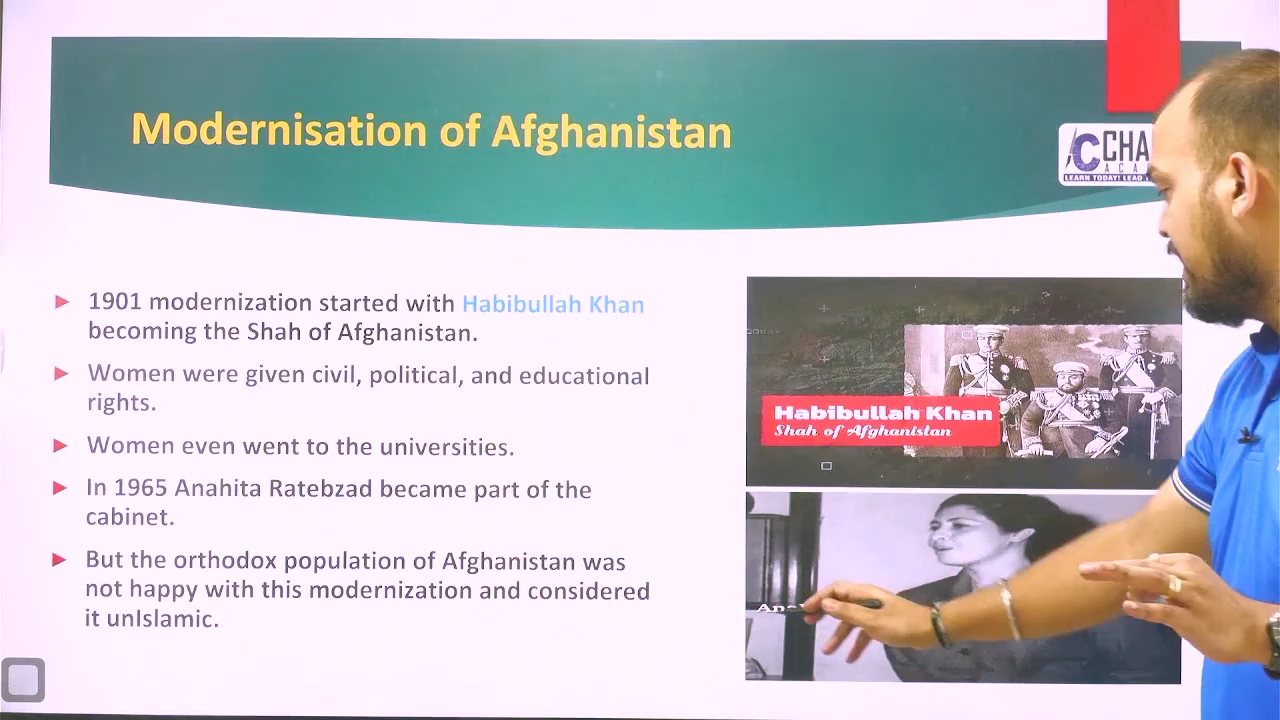 Modernisation of Afghanistan
CCHA
ACA
LEARN TODAY! LEAD
► 1901 modernization started with Habibullah Khan
becoming the Shah of Afghanistan.
► Women were given civil, political, and educational
rights.
► Women even went to the universities.
► In 1965 Anahita Ratebzad became part of the
cabinet.
► But the orthodox population of Afghanistan was
not happy with this modernization and considered
it unIslamic.
Habibullah Khan
Shah of Afghanistan